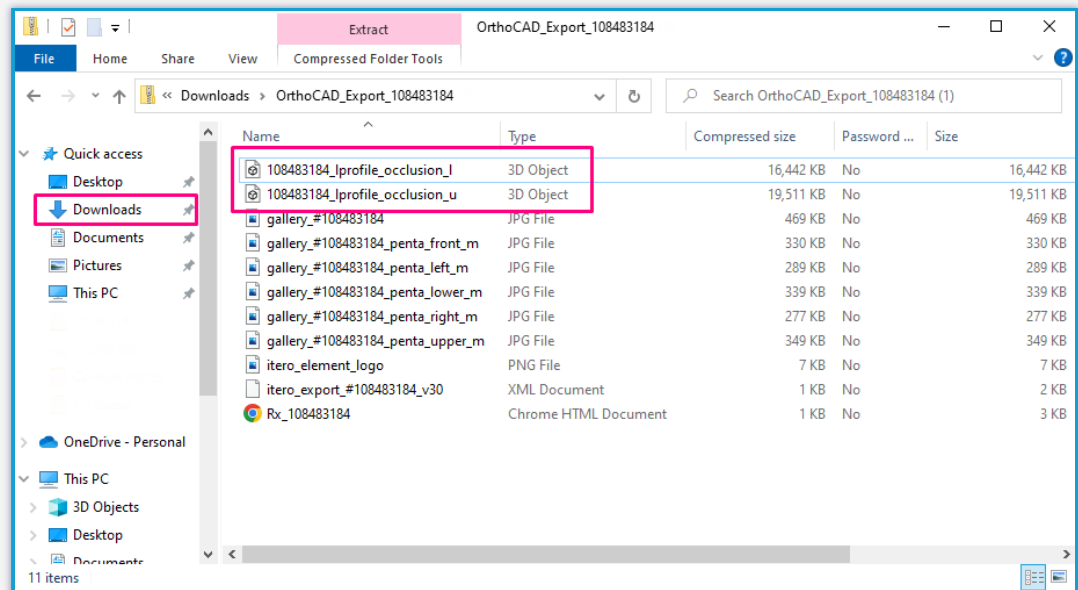 Extract OrthoCAD_Export_108483184
File Home Share View Compressed Folder Tools
« Downloads › OrthoCAD_Export_108483184 Search OrthoCAD_Export_108483184 (1)
Name Type Compressed size Password ... Size
Quick access
Desktop
Downloads
Documents
Pictures
This PC
OneDrive - Personal
This PC
3D Objects
Desktop
Documents
108483184_lprofile_occlusion_l 3D Object 16,442 KB No 16,442 KB
108483184_lprofile_occlusion_u 3D Object 19,511 KB No 19,511 KB
gallery_#108483184 JPG File 469 KB No 469 KB
gallery_#108483184_penta_front_m JPG File 330 KB No 330 KB
gallery_#108483184_penta_left_m JPG File 289 KB No 289 KB
gallery_#108483184_penta_lower_m JPG File 339 KB No 339 KB
gallery_#108483184_penta_right_m JPG File 277 KB No 277 KB
gallery_#108483184_penta_upper_m JPG File 349 KB No 349 KB
itero_element_logo PNG File 7 KB No 7 KB
itero_export_#108483184_v30 XML Document 1 KB No 2 KB
Rx_108483184 Chrome HTML Document 1 KB No 3 KB
11 items